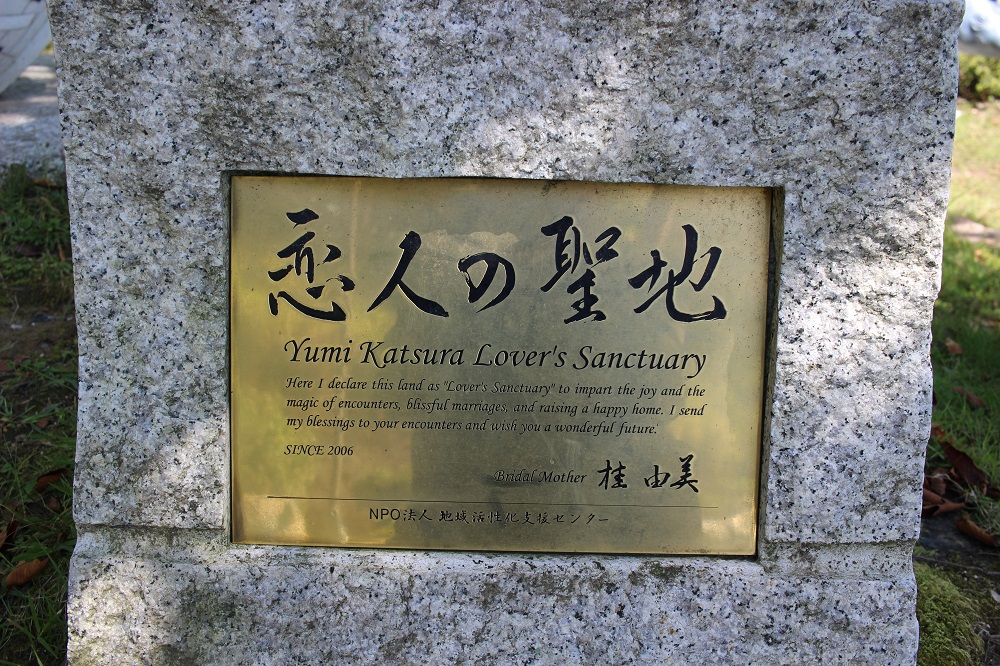 恋人の聖地
Yumi Katsura Lover's Sanctuary
Here I declare this land as "Lover's Sanctuary" to impart the joy and the
magic of encounters, blissful marriages, and raising a happy home. I send
my blessings to your encounters and wish you a wonderful future.
SINCE 2006
Bridal Mother 桂 由美
NPO法人 地域活性化支援センター